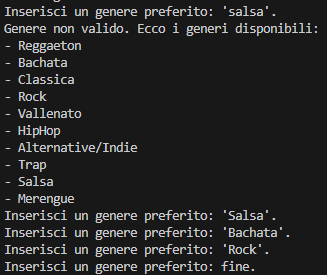 Inserisci un genere preferito: 'salsa'.
Genere non valido. Ecco i generi disponibili:
- Reggaeton
- Bachata
- Classica
- Rock
- Vallenato
- HipHop
- Alternative/Indie
- Trap
- Salsa
- Merengue
Inserisci un genere preferito: 'Salsa'.
Inserisci un genere preferito: 'Bachata'.
Inserisci un genere preferito: 'Rock'.
Inserisci un genere preferito: fine.